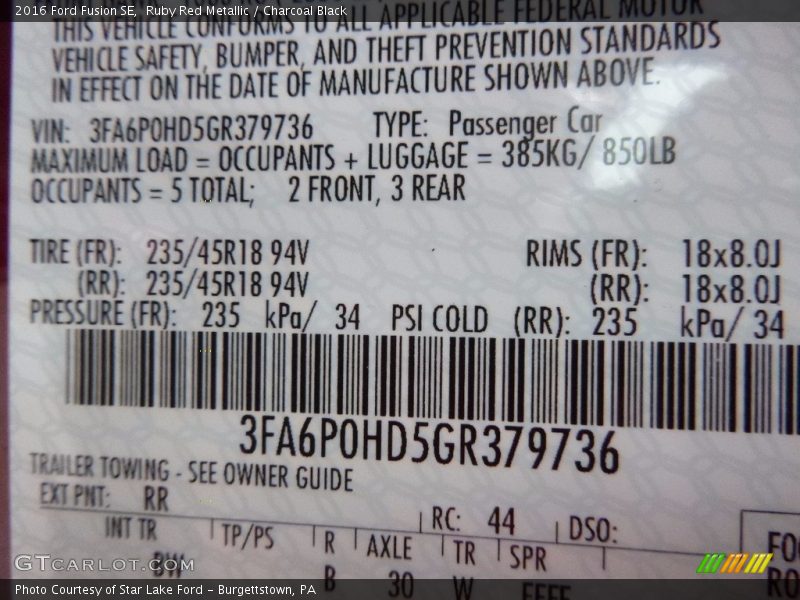 2016 Ford Fusion SE, Ruby Red Metallic / Charcoal Black
THIS VEHICLE CONFORMS TO ALL APPLICABLE FEDERAL MOTOR
VEHICLE SAFETY, BUMPER, AND THEFT PREVENTION STANDARDS
IN EFFECT ON THE DATE OF MANUFACTURE SHOWN ABOVE.
VIN: 3FA6P0HD5GR379736 TYPE: Passenger Car
MAXIMUM LOAD = OCCUPANTS + LUGGAGE = 385KG/ 850LB
OCCUPANTS = 5 TOTAL; 2 FRONT, 3 REAR
TIRE (FR): 235/45R18 94V RIMS (FR): 18x8.0J
(RR): 235/45R18 94V (RR): 18x8.0J
PRESSURE (FR): 235 kPa/ 34 PSI COLD (RR): 235 kPa/ 34
3FA6P0HD5GR379736
TRAILER TOWING - SEE OWNER GUIDE
EXT PNT: RR RC: 44 DSO:
INT TR TP/PS R AXLE TR SPR
B 30 W
GTCARLOT.COM
Photo Courtesy of Star Lake Ford - Burgettstown, PA